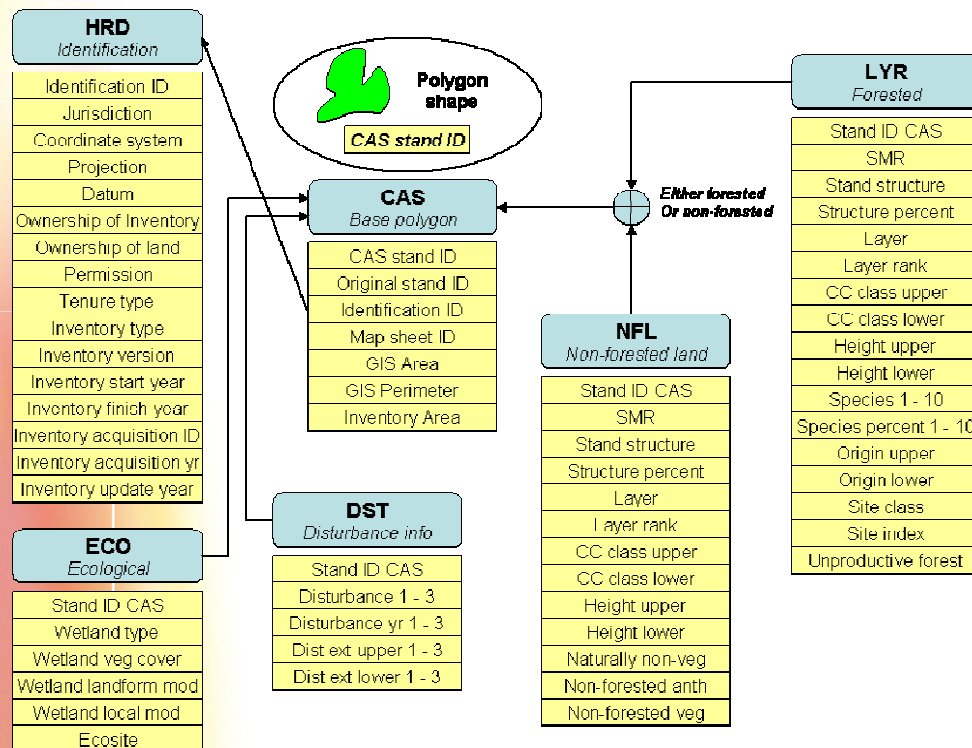 HRD
Identification
Identification ID
Jurisdiction
Coordinate system
Projection
Datum
Ownership of Inventory
Ownership of land
Permission
Tenure type
Inventory type
Inventory version
Inventory start year
Inventory finish year
Inventory acquisition ID
Inventory acquisition yr
Inventory update year
ECO
Ecological
Stand ID CAS
Wetland type
Wetland veg cover
Wetland landform mod
Wetland local mod
Ecosite
Polygon
shape
CAS stand ID
CAS
Base polygon
CAS stand ID
Original stand ID
Identification ID
Map sheet ID
GIS Area
GIS Perimeter
Inventory Area
DST
Disturbance info
Stand ID CAS
Disturbance 1 - 3
Disturbance yr 1 - 3
Dist ext upper 1 - 3
Dist ext lower 1 - 3
Either forested
Or non-forested
NFL
Non-forested land
Stand ID CAS
SMR
Stand structure
Structure percent
Layer
Layer rank
CC class upper
CC class lower
Height upper
Height lower
Naturally non-veg
Non-forested anth
Non-forested veg
LYR
Forested
Stand ID CAS
SMR
Stand structure
Structure percent
Layer
Layer rank
CC class upper
CC class lower
Height upper
Height lower
Species 1 - 10
Species percent 1 - 10
Origin upper
Origin lower
Site class
Site index
Unproductive forest